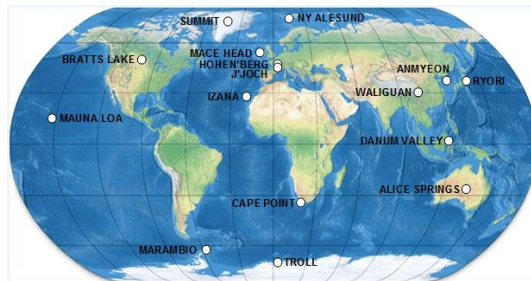 SUMMIT
NY ALESUND
MACE HEAD
BRATTS LAKE
HOHEN'BERG
J'JOCH
ANMYEON
RYORI
WALIGUAN
IZANA
MAUNA LOA
DANUM VALLEY
ALICE SPRINGS
CAPE POINT
MARAMBIO
TROLL